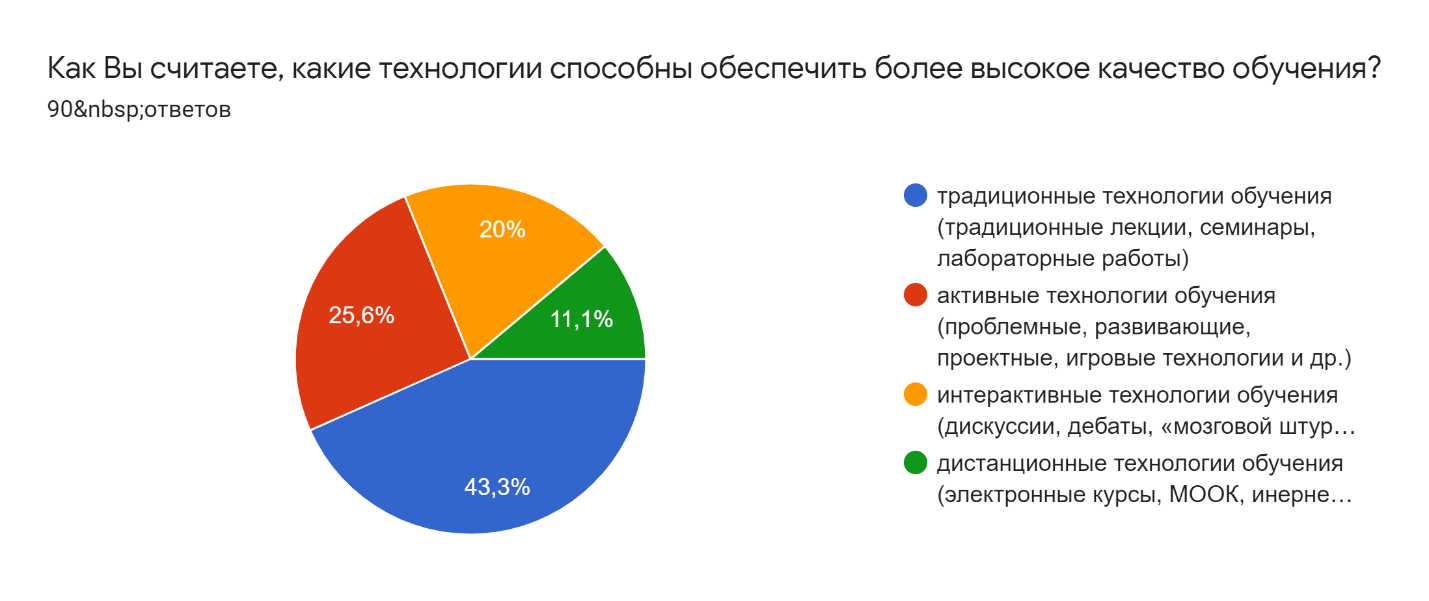 Как Вы считаете, какие технологии способны обеспечить более высокое качество обучения?
90&nbsp;ответов
20%
25,6%
11,1%
43,3%
традиционные технологии обучения
(традиционные лекции, семинары,
лабораторные работы)
активные технологии обучения
(проблемные, развивающие,
проектные, игровые технологии и др.)
интерактивные технологии обучения
(дискуссии, дебаты, «мозговой штур…
дистанционные технологии обучения
(электронные курсы, МООК, инерне…